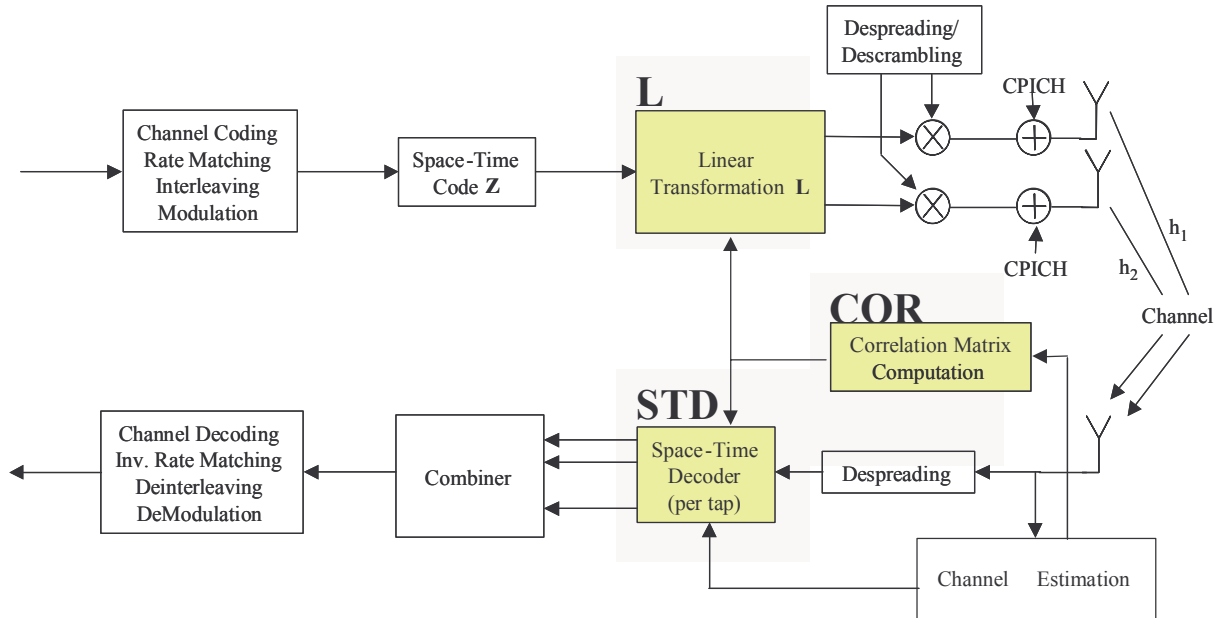 Despreading/
Descrambling
L
CPICH
Channel Coding
Rate Matching
Interleaving
Modulation
Space-Time
Code Z
Linear
Transformation L
CPICH
h1
h2
Channel
COR
Correlation Matrix
Computation
STD
Channel Decoding
Inv. Rate Matching
Deinterleaving
DeModulation
Combiner
Space-Time
Decoder
(per tap)
Despreading
Channel Estimation